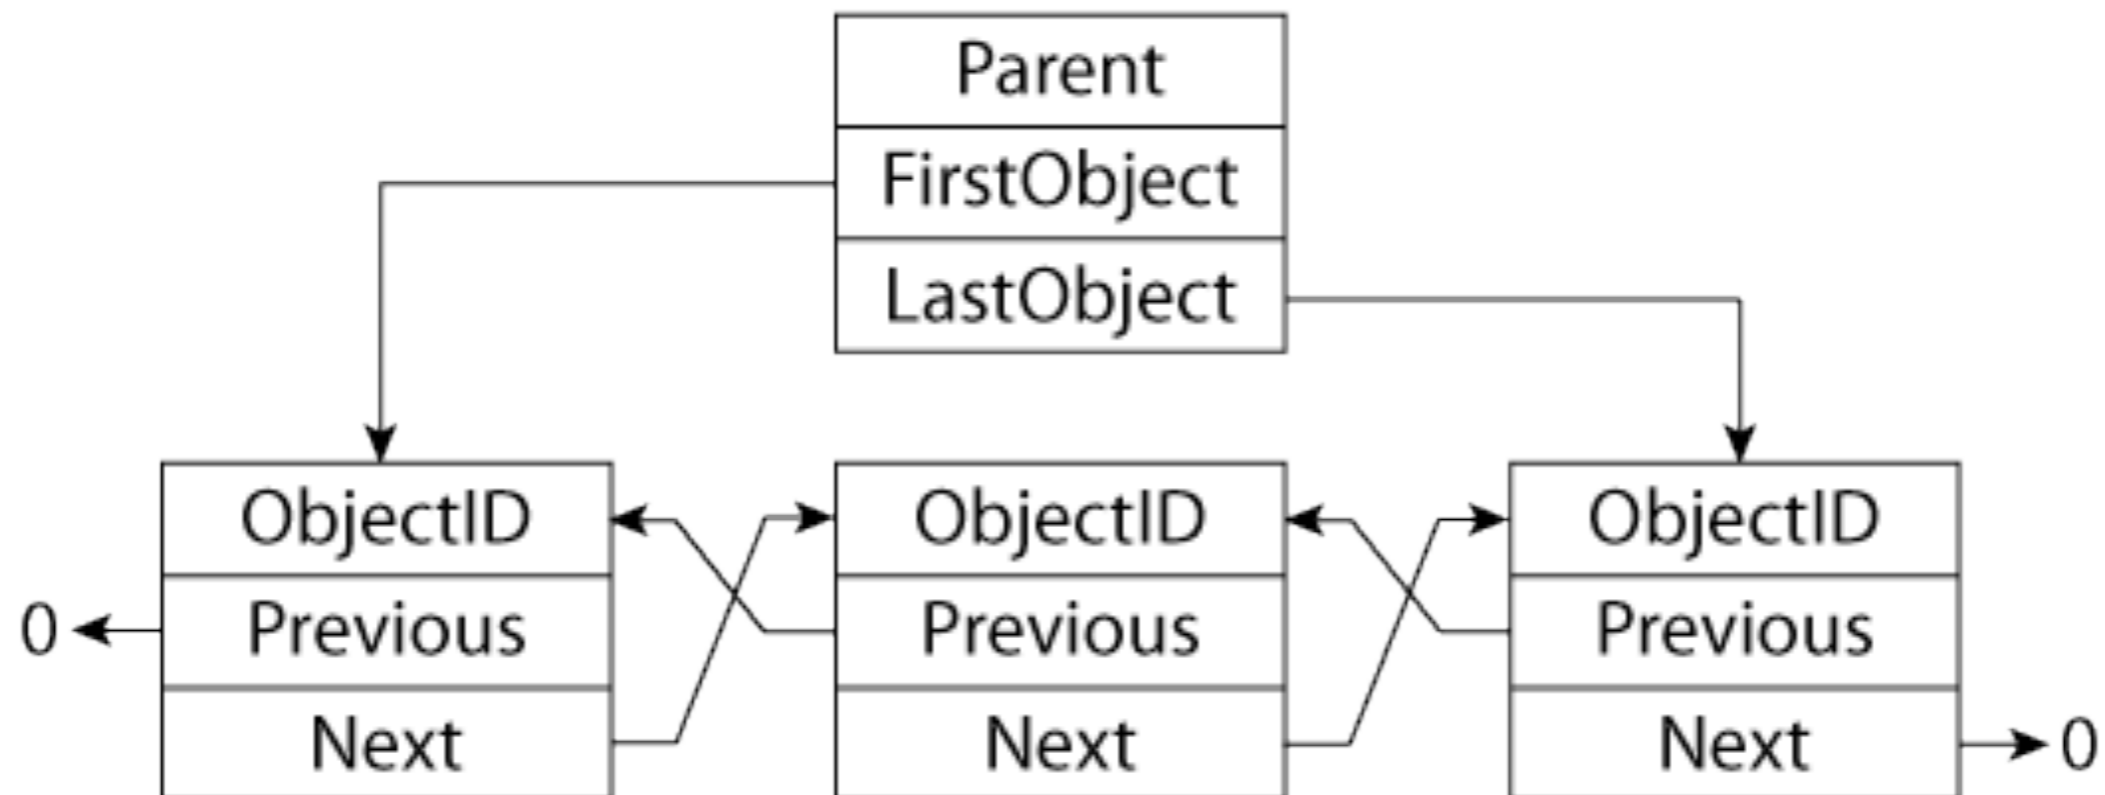 Parent
FirstObject
LastObject
ObjectID
ObjectID
ObjectID
0
Previous
Previous
Previous
Next
Next
Next
0